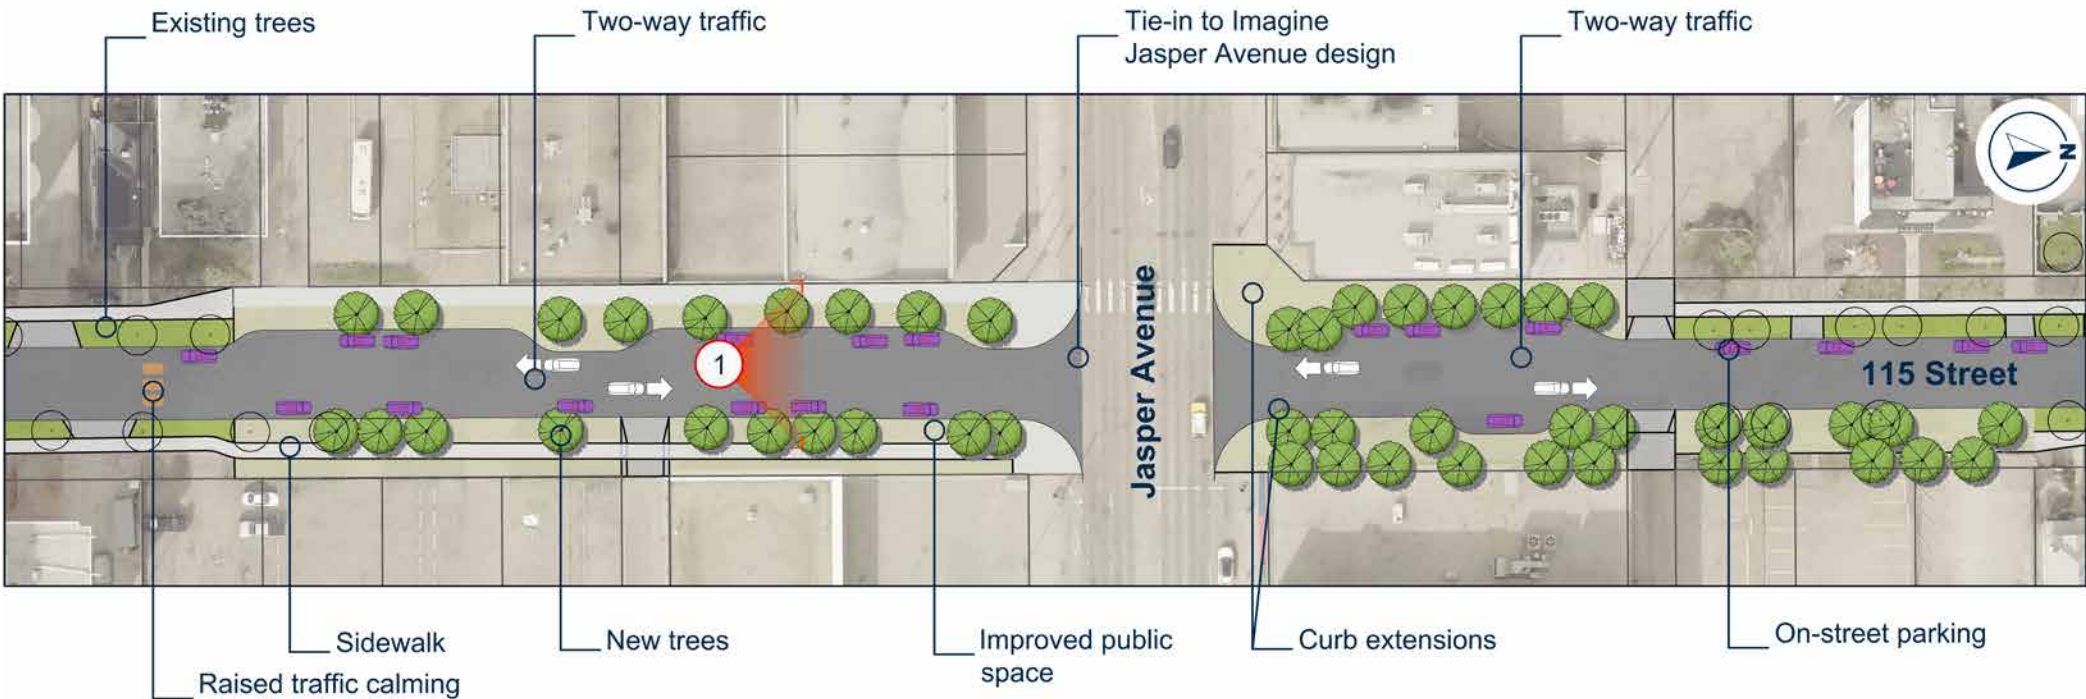 Existing trees
Two-way traffic
Tie-in to Imagine
Jasper Avenue design
Two-way traffic
N
1
Jasper Avenue
115 Street
Sidewalk
New trees
Improved public
space
Curb extensions
On-street parking
Raised traffic calming